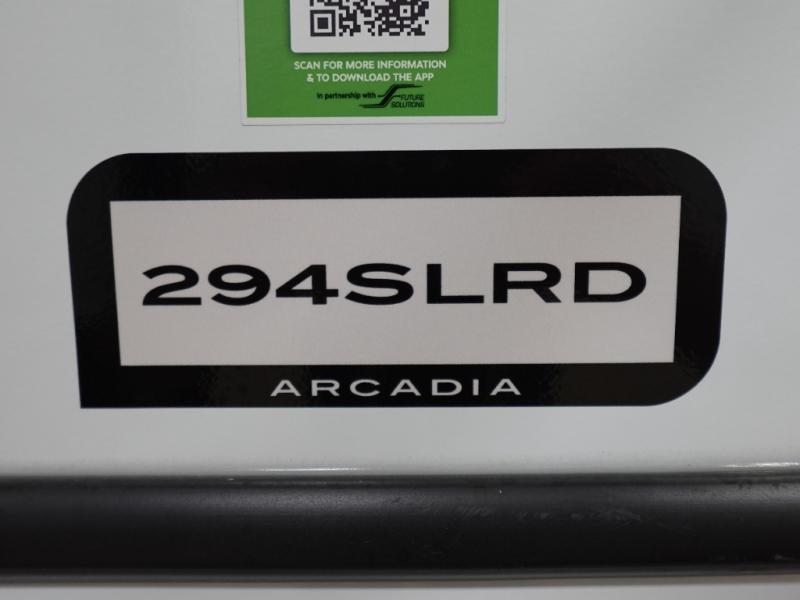 SCAN FOR MORE INFORMATION
& TO DOWNLOAD THE APP
In partnership with FUTURE
SOLUTIONS
294SLRD
ARCADIA